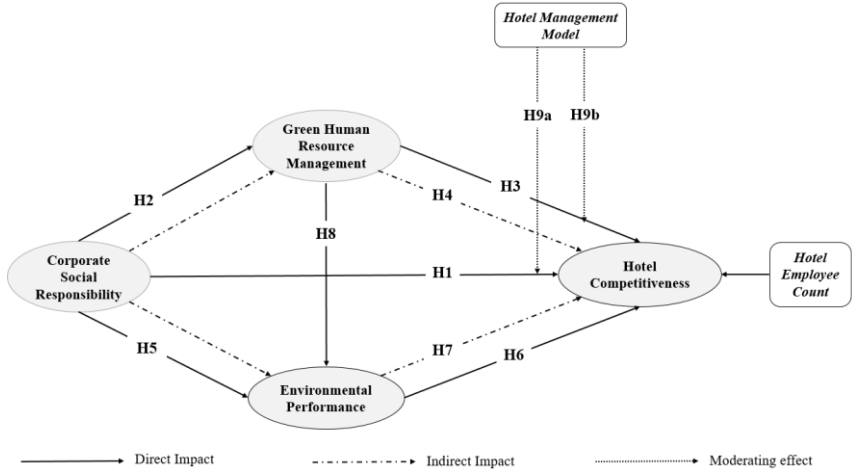 Hotel Management
Model
H9a
H9b
Green Human
Resource
Management
H2
H4
H3
H8
Corporate
Social
Responsibility
H1
Hotel
Competitiveness
Hotel
Employee
Count
H5
H7
H6
Environmental
Performance
Direct Impact
Indirect Impact
Moderating effect